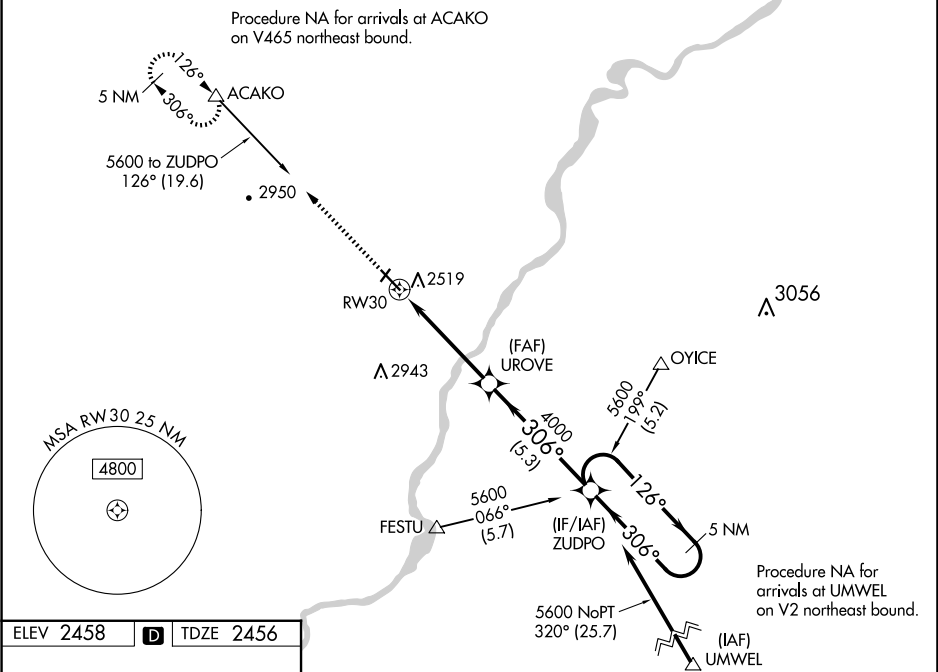 Procedure NA for arrivals at ACAKO
on V465 northeast bound.
126°
306°
5 NM
ACAKO
5600 to ZUDPO
126° (19.6)
2950
2519
RW30
3056
(FAF)
UROVE
2943
OYICE
5600
199°
(5.2)
4000
306°
(5.3)
MSA RW30 25 NM
4800
126°
306°
5 NM
5600
066°
(5.7)
FESTU
(IF/IAF)
ZUDPO
Procedure NA for
arrivals at UMWEL
on V2 northeast bound.
5600 NoPT
320° (25.7)
(IAF)
UMWEL
ELEV 2458 D TDZE 2456